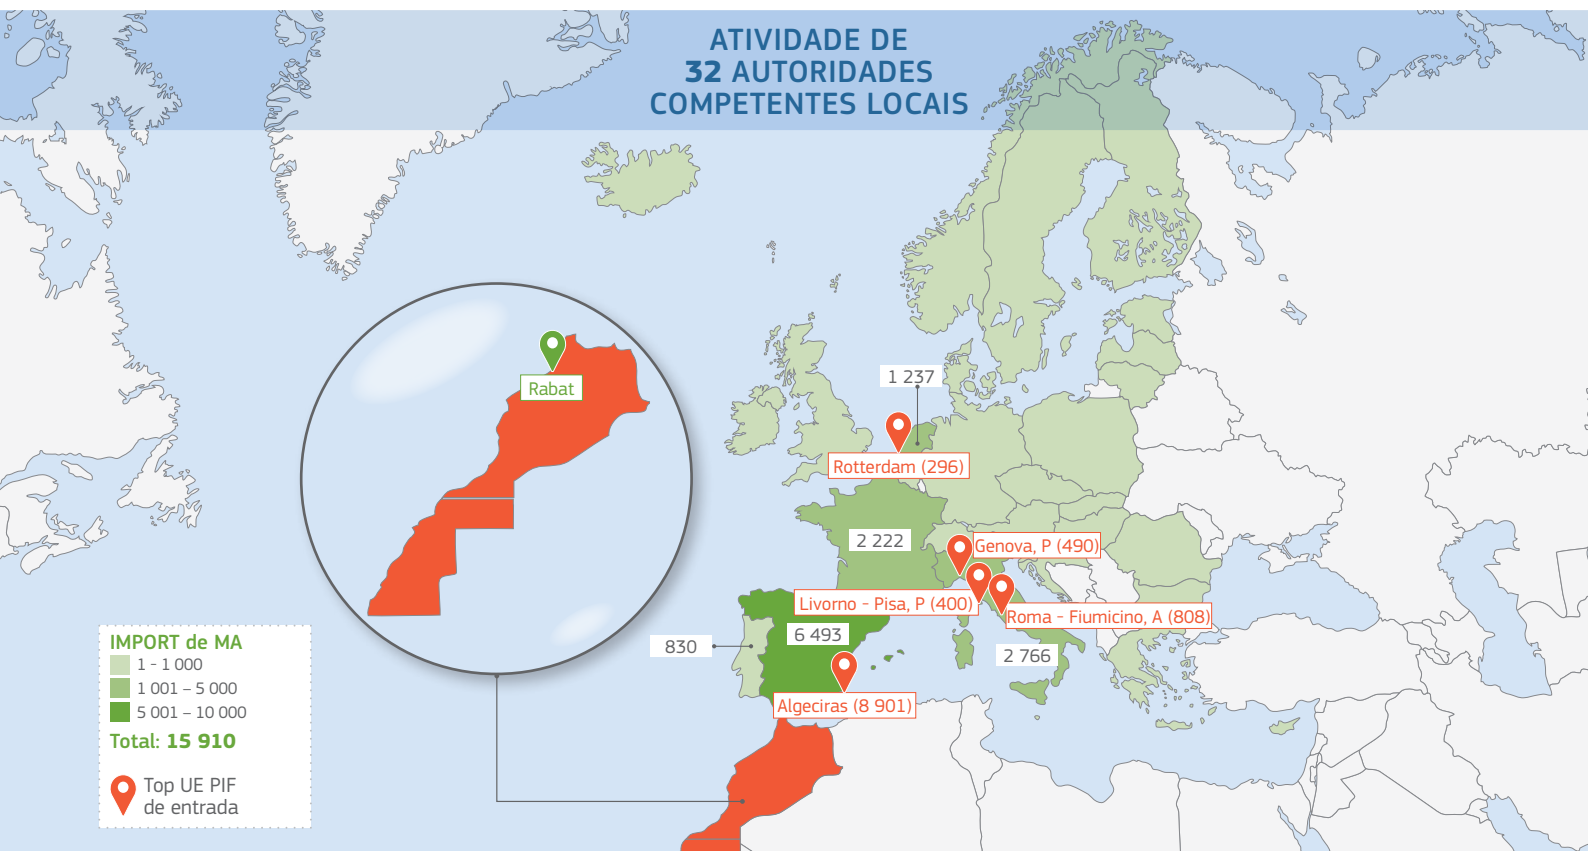 ATIVIDADE DE
32 AUTORIDADES
COMPETENTES LOCAIS
Rabat
1 237
Rotterdam (296)
2 222
Genova, P (490)
Livorno - Pisa, P (400)
Roma - Fiumicino, A (808)
830
6 493
2 766
Algeciras (8 901)
IMPORT de MA
1 - 1 000
1 001 – 5 000
5 001 – 10 000
Total: 15 910
Top UE PIF
de entrada